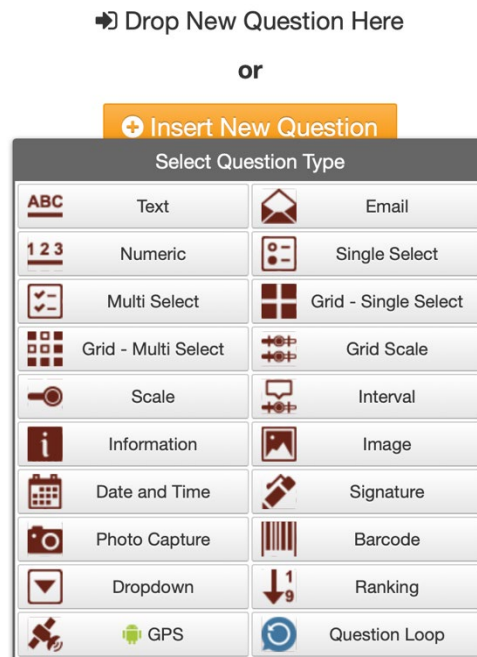 Drop New Question Here
or
Insert New Question
Select Question Type
ABC Text Email
1 2 3 Numeric Single Select
Multi Select Grid - Single Select
Grid - Multi Select Grid Scale
Scale Interval
i Information Image
Date and Time Signature
Photo Capture Barcode
Dropdown 1 9 Ranking
GPS Question Loop